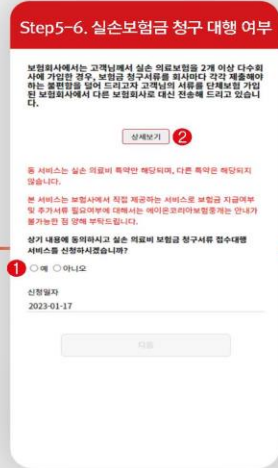 Step5-6. 실손보험금 청구 대행 여부
보험회사에서는 고객님께서 실손 의료보험을 2개 이상 다수회
사에 가입한 경우, 보험금 청구서류를 회사마다 각각 제출해야
하는 불편함을 덜어 드리고자 고객님의 서류를 단체보험 가입
된 보험회사에서 다른 보험회사로 대신 전송해 드리고 있습니
다.
상세보기 2
동 서비스는 실손 의료비 특약만 해당되며, 다른 특약은 해당되지
않습니다.
본 서비스는 보험사에서 직접 제공하는 서비스로 보험금 지급여부
및 추가서류 필요여부에 대해서는 에이온코리아보험중개는 안내가
불가능한 점 양해 부탁드립니다.
상기 내용에 동의하시고 실손 의료비 보험금 청구서류 접수대행
서비스를 신청하시겠습니까?
1 예 아니오
신청일자
2023-01-17
다음